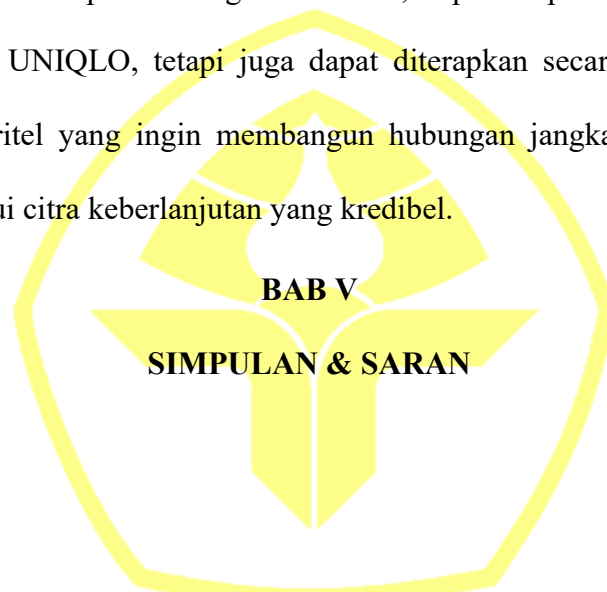 UNIQLO, tetapi juga dapat diterapkan secar
ritel yang ingin membangun hubungan jangka
ui citra keberlanjutan yang kredibel.
BAB V
SIMPULAN & SARAN